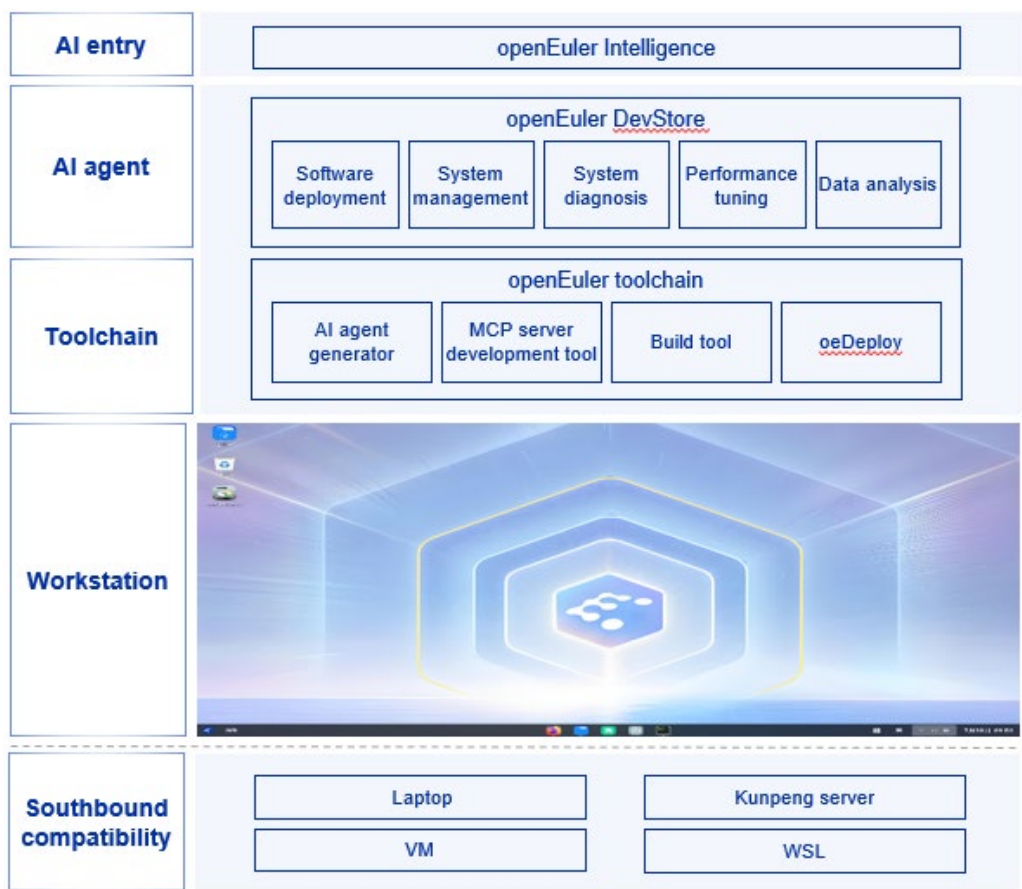 AI entry
openEuler Intelligence
AI agent
openEuler DevStore
Software
deployment
System
management
System
diagnosis
Performance
tuning
Data analysis
Toolchain
openEuler toolchain
AI agent
generator
MCP server
development tool
Build tool
oeDeploy
Workstation
Southbound
compatibility
Laptop
Kunpeng server
VM
WSL